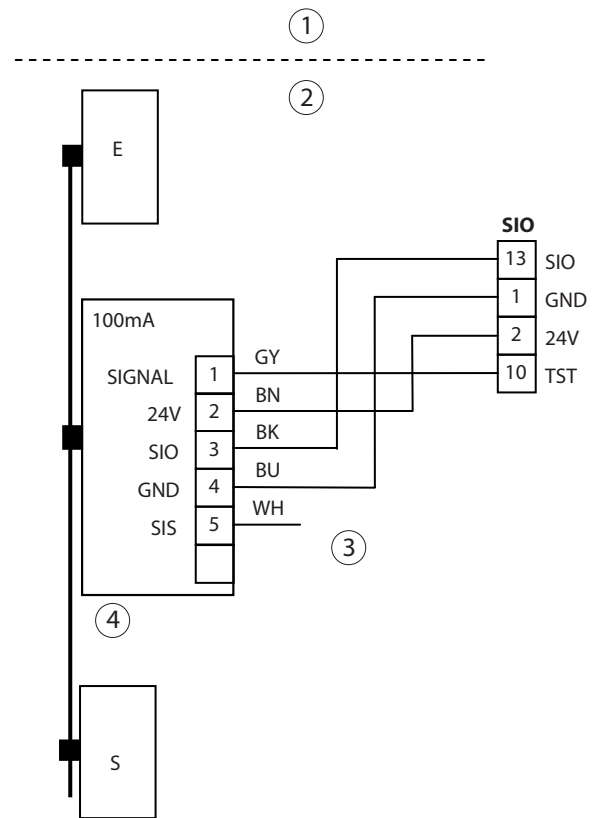 1
2
E
SIO
13 SIO
1 GND
2 24V
10 TST
100mA
SIGNAL 1 GY
24V 2 BN
SIO 3 BK
GND 4 BU
SIS 5 WH
3
4
S